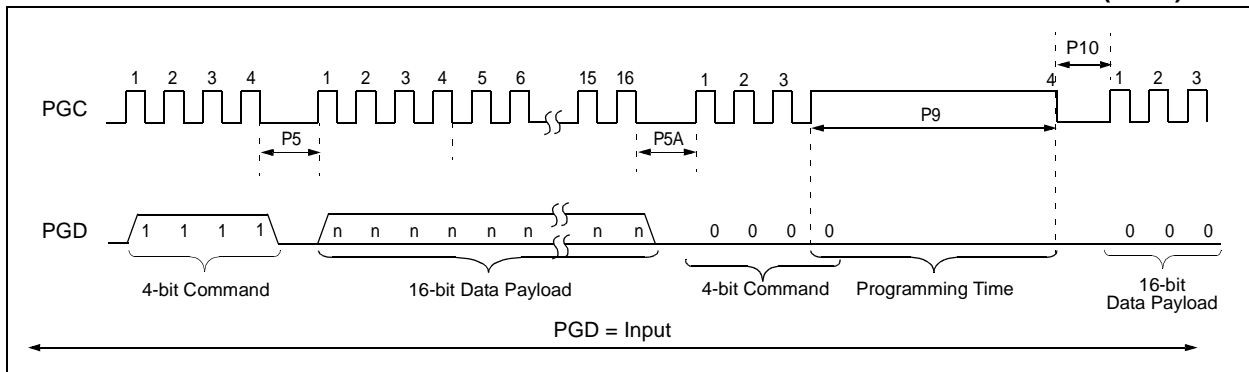 P10
1 2 3 4 1 2 3 4 5 6 15 16 1 2 3 4 1 2 3
PGC
P5 P5A P9
PGD 1 1 1 1 n n n n n n n n 0 0 0 0 0 0 0
4-bit Command 16-bit Data Payload 4-bit Command Programming Time 16-bit
Data Payload
PGD = Input